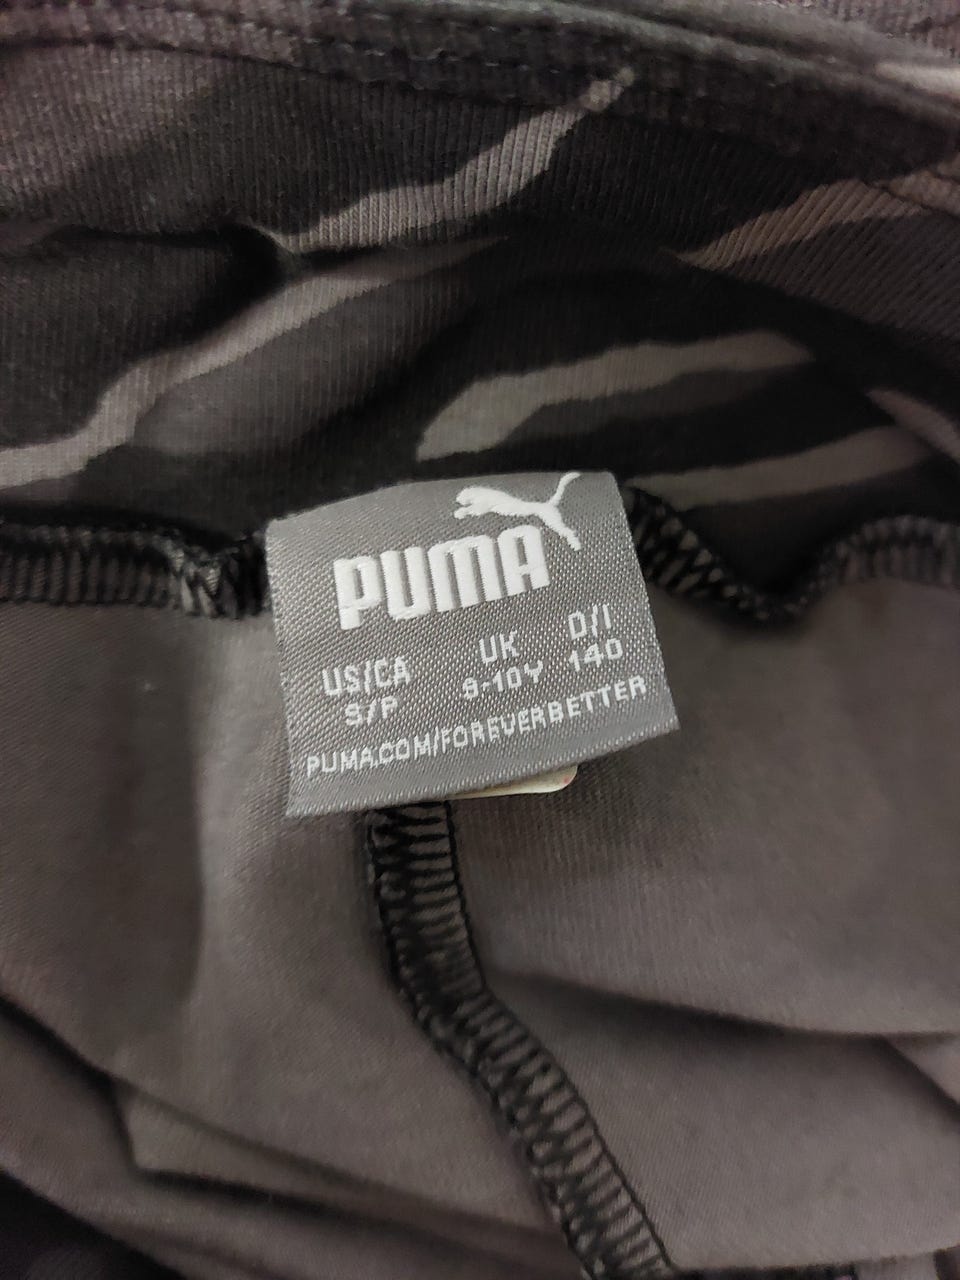 PUMA
US/CA UK D/I
S/P 9-10Y 140
PUMA.COM/FOREVERBETTER